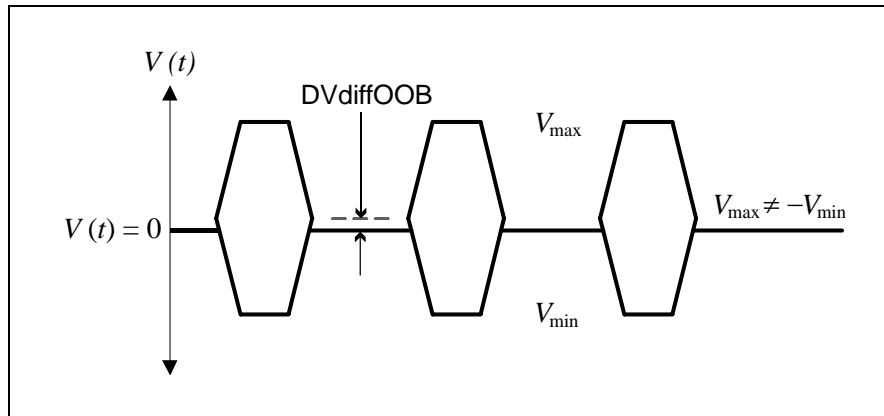 V(t)
DVdiffOOB
Vmax
V(t) = 0
Vmax ≠ −Vmin
Vmin